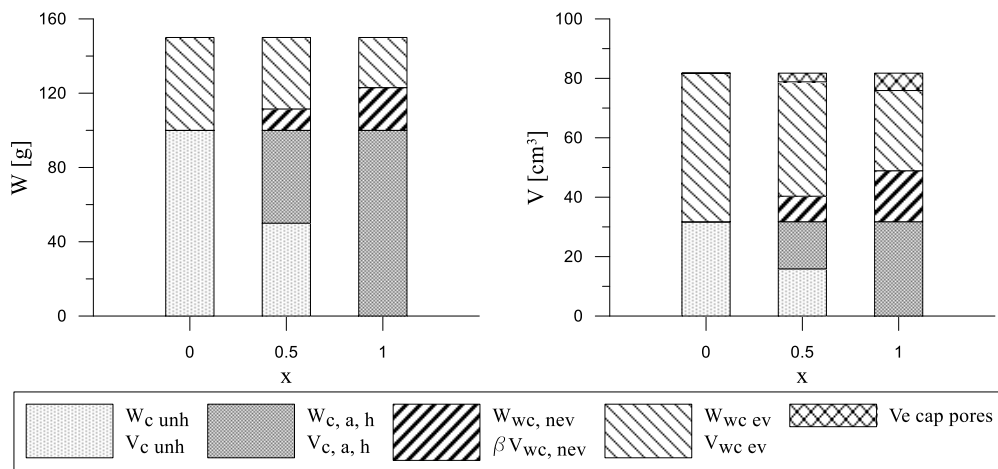 160
120
80
40
0
W [g]
0 0.5 1
x
100
80
60
40
20
0
V [cm³]
0 0.5 1
x
Wc unh
Vc unh
Wc, a, h
Vc, a, h
Wwc, nev
βVwc, nev
Wwc ev
Vwc ev
Ve cap pores